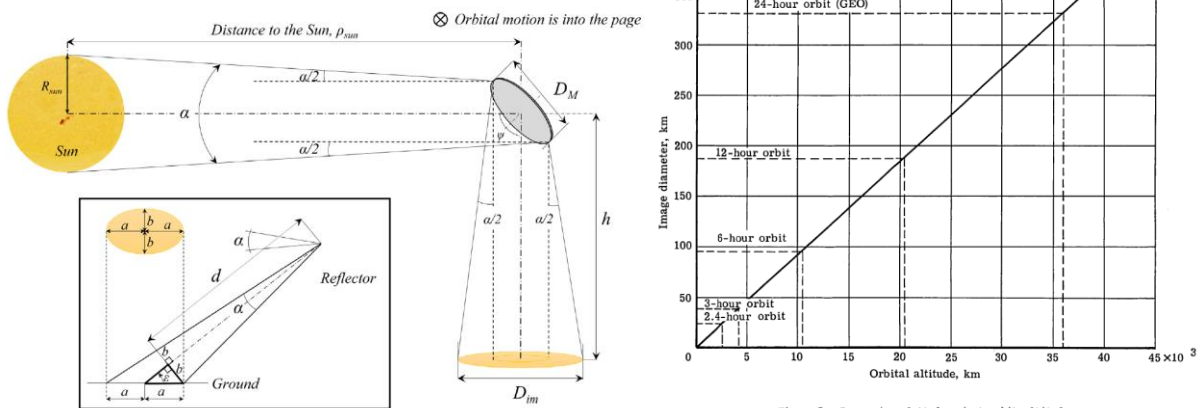 ⊗ Orbital motion is into the page
Distance to the Sun, ρsun
Rsun
Sun
α
α/2
α/2
D_M
ψ
α/2
α/2
h
D_im
a
a
b
b
α
d
Reflector
α
b
b
ε
Ground
a
a
24-hour orbit (GEO)
300
250
200
150
100
50
0
Image diameter, km
12-hour orbit
6-hour orbit
3-hour orbit
2.4-hour orbit
5
10
15
20
25
30
35
40
45×10 3
Orbital altitude, km